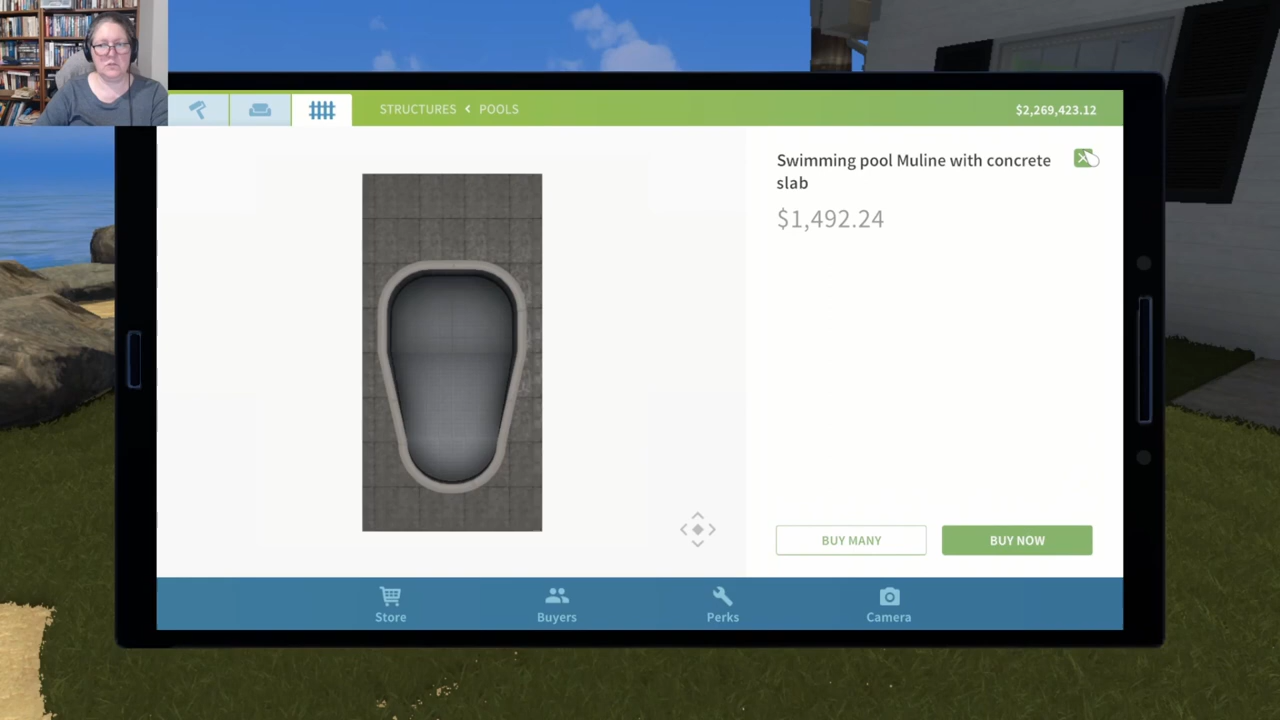 STRUCTURES < POOLS
$2,269,423.12
Swimming pool Muline with concrete
slab
$1,492.24
BUY MANY
BUY NOW
Store
Buyers
Perks
Camera